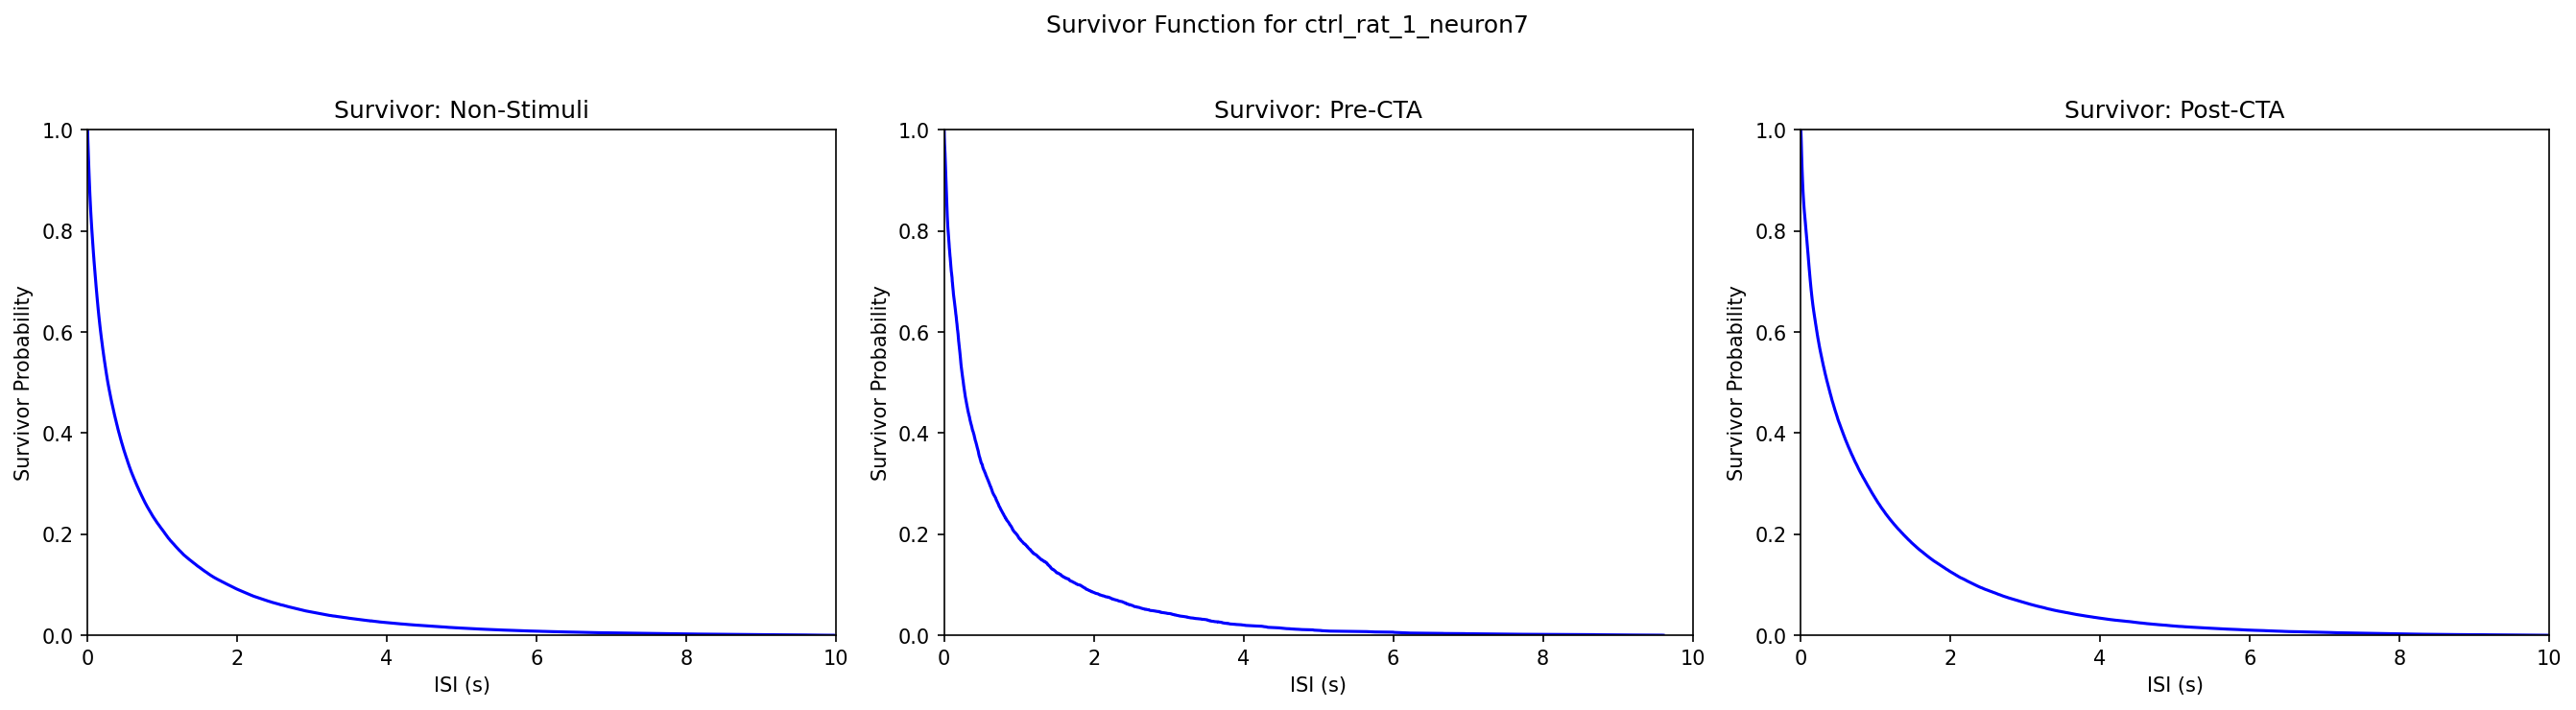 Survivor Function for ctrl_rat_1_neuron7
Survivor: Non-Stimuli
Survivor Probability
1.0
0.8
0.6
0.4
0.2
0.0
0 2 4 6 8 10
ISI (s)
Survivor: Pre-CTA
Survivor Probability
1.0
0.8
0.6
0.4
0.2
0.0
0 2 4 6 8 10
ISI (s)
Survivor: Post-CTA
Survivor Probability
1.0
0.8
0.6
0.4
0.2
0.0
0 2 4 6 8 10
ISI (s)